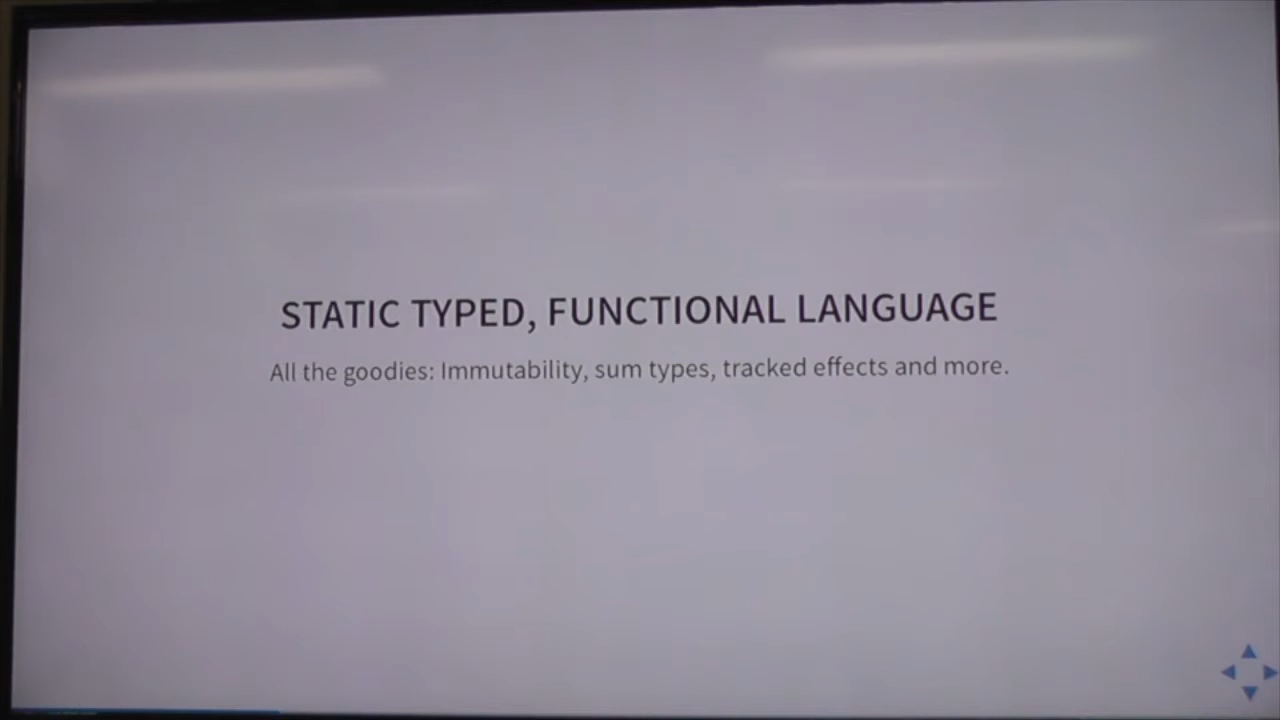 STATIC TYPED, FUNCTIONAL LANGUAGE
All the goodies: Immutability, sum types, tracked effects and more.